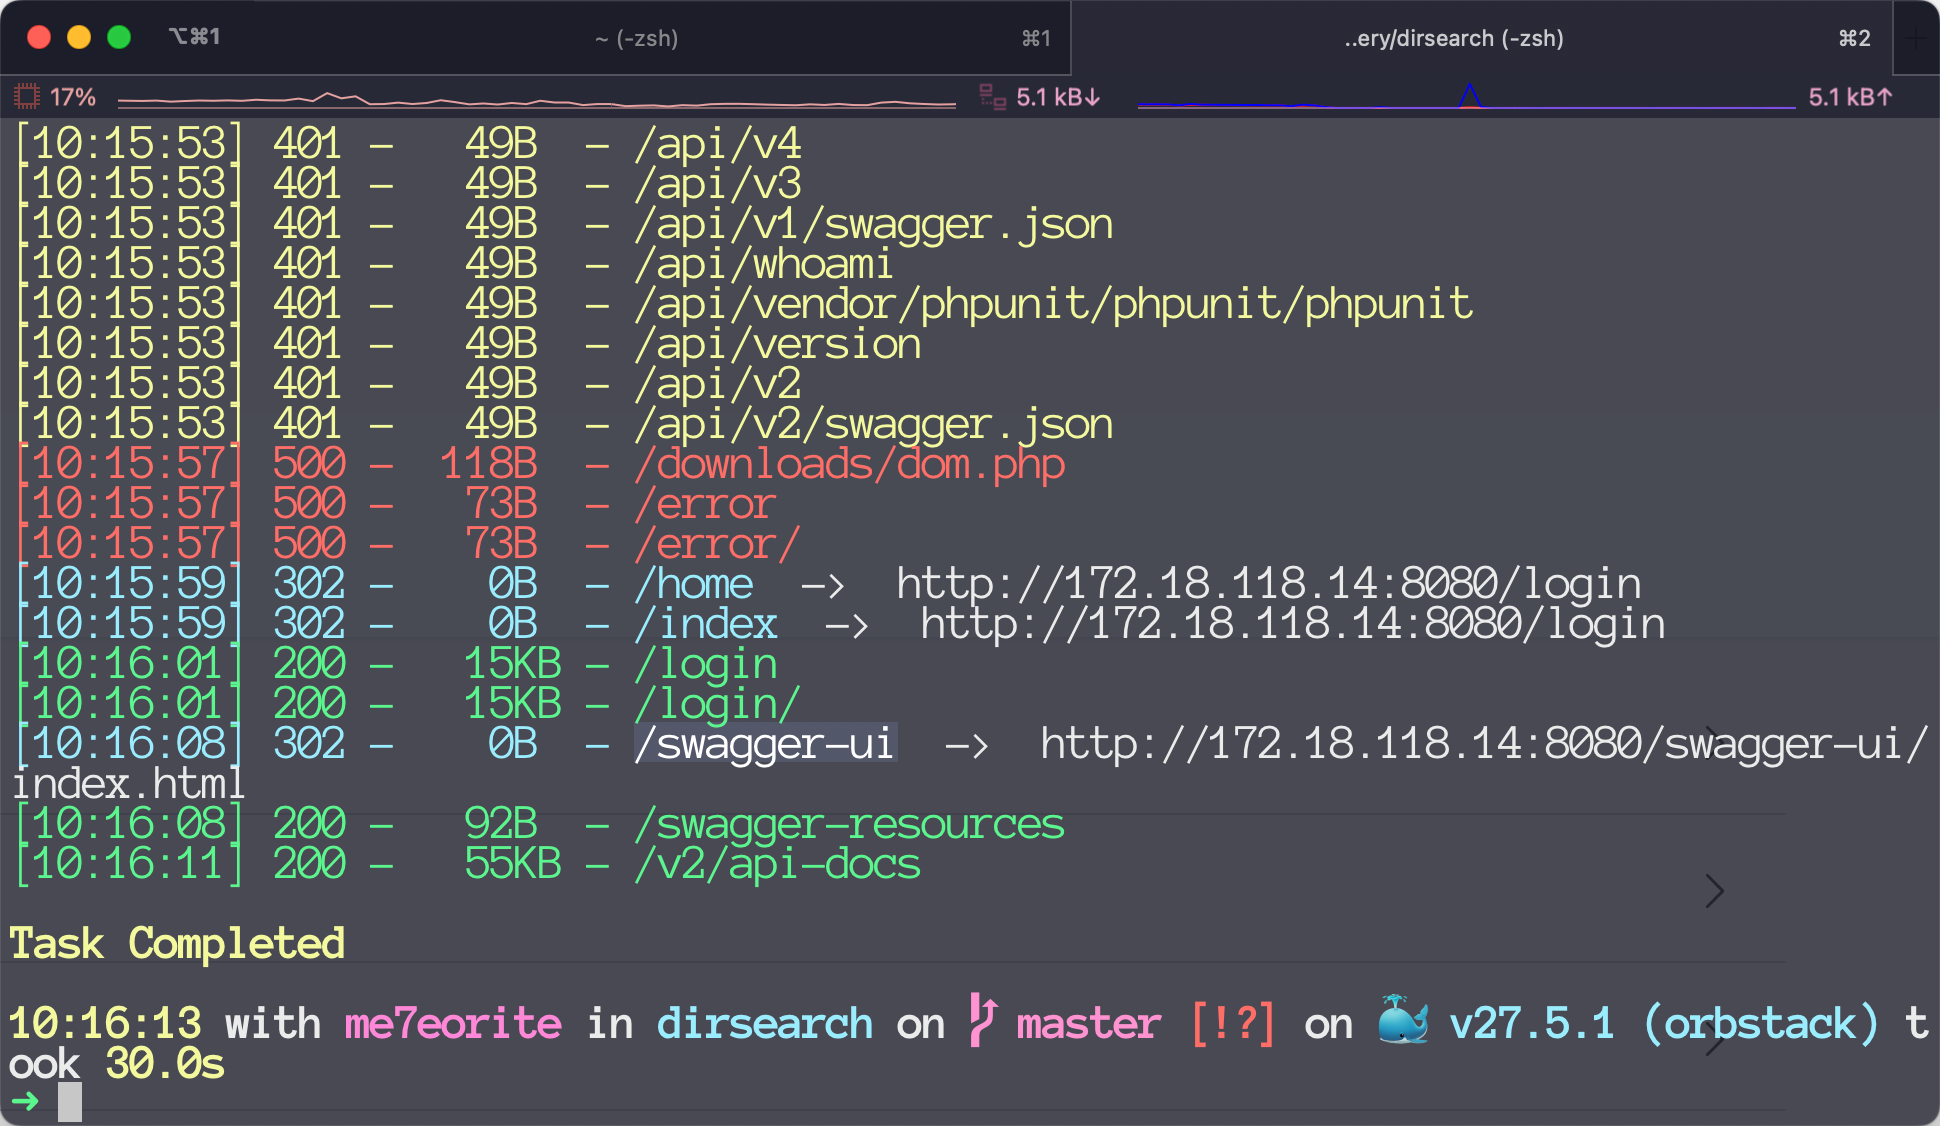 ⌥⌘1 ~ (-zsh) ⌘1 ..ery/dirsearch (-zsh) ⌘2
17% 5.1 kB↓ 5.1 kB↑
[10:15:53] 401 -   49B  - /api/v4
[10:15:53] 401 -   49B  - /api/v3
[10:15:53] 401 -   49B  - /api/v1/swagger.json
[10:15:53] 401 -   49B  - /api/whoami
[10:15:53] 401 -   49B  - /api/vendor/phpunit/phpunit/phpunit
[10:15:53] 401 -   49B  - /api/version
[10:15:53] 401 -   49B  - /api/v2
[10:15:53] 401 -   49B  - /api/v2/swagger.json
[10:15:57] 500 -  118B  - /downloads/dom.php
[10:15:57] 500 -   73B  - /error
[10:15:57] 500 -   73B  - /error/
[10:15:59] 302 -    0B  - /home  ->  http://172.18.118.14:8080/login
[10:15:59] 302 -    0B  - /index  ->  http://172.18.118.14:8080/login
[10:16:01] 200 -   15KB - /login
[10:16:01] 200 -   15KB - /login/
[10:16:08] 302 -    0B  - /swagger-ui  ->  http://172.18.118.14:8080/swagger-ui/
index.html
[10:16:08] 200 -   92B  - /swagger-resources
[10:16:11] 200 -   55KB - /v2/api-docs
Task Completed
10:16:13 with me7eorite in dirsearch on master [!?] on 🐳 v27.5.1 (orbstack) t
ook 30.0s
➜